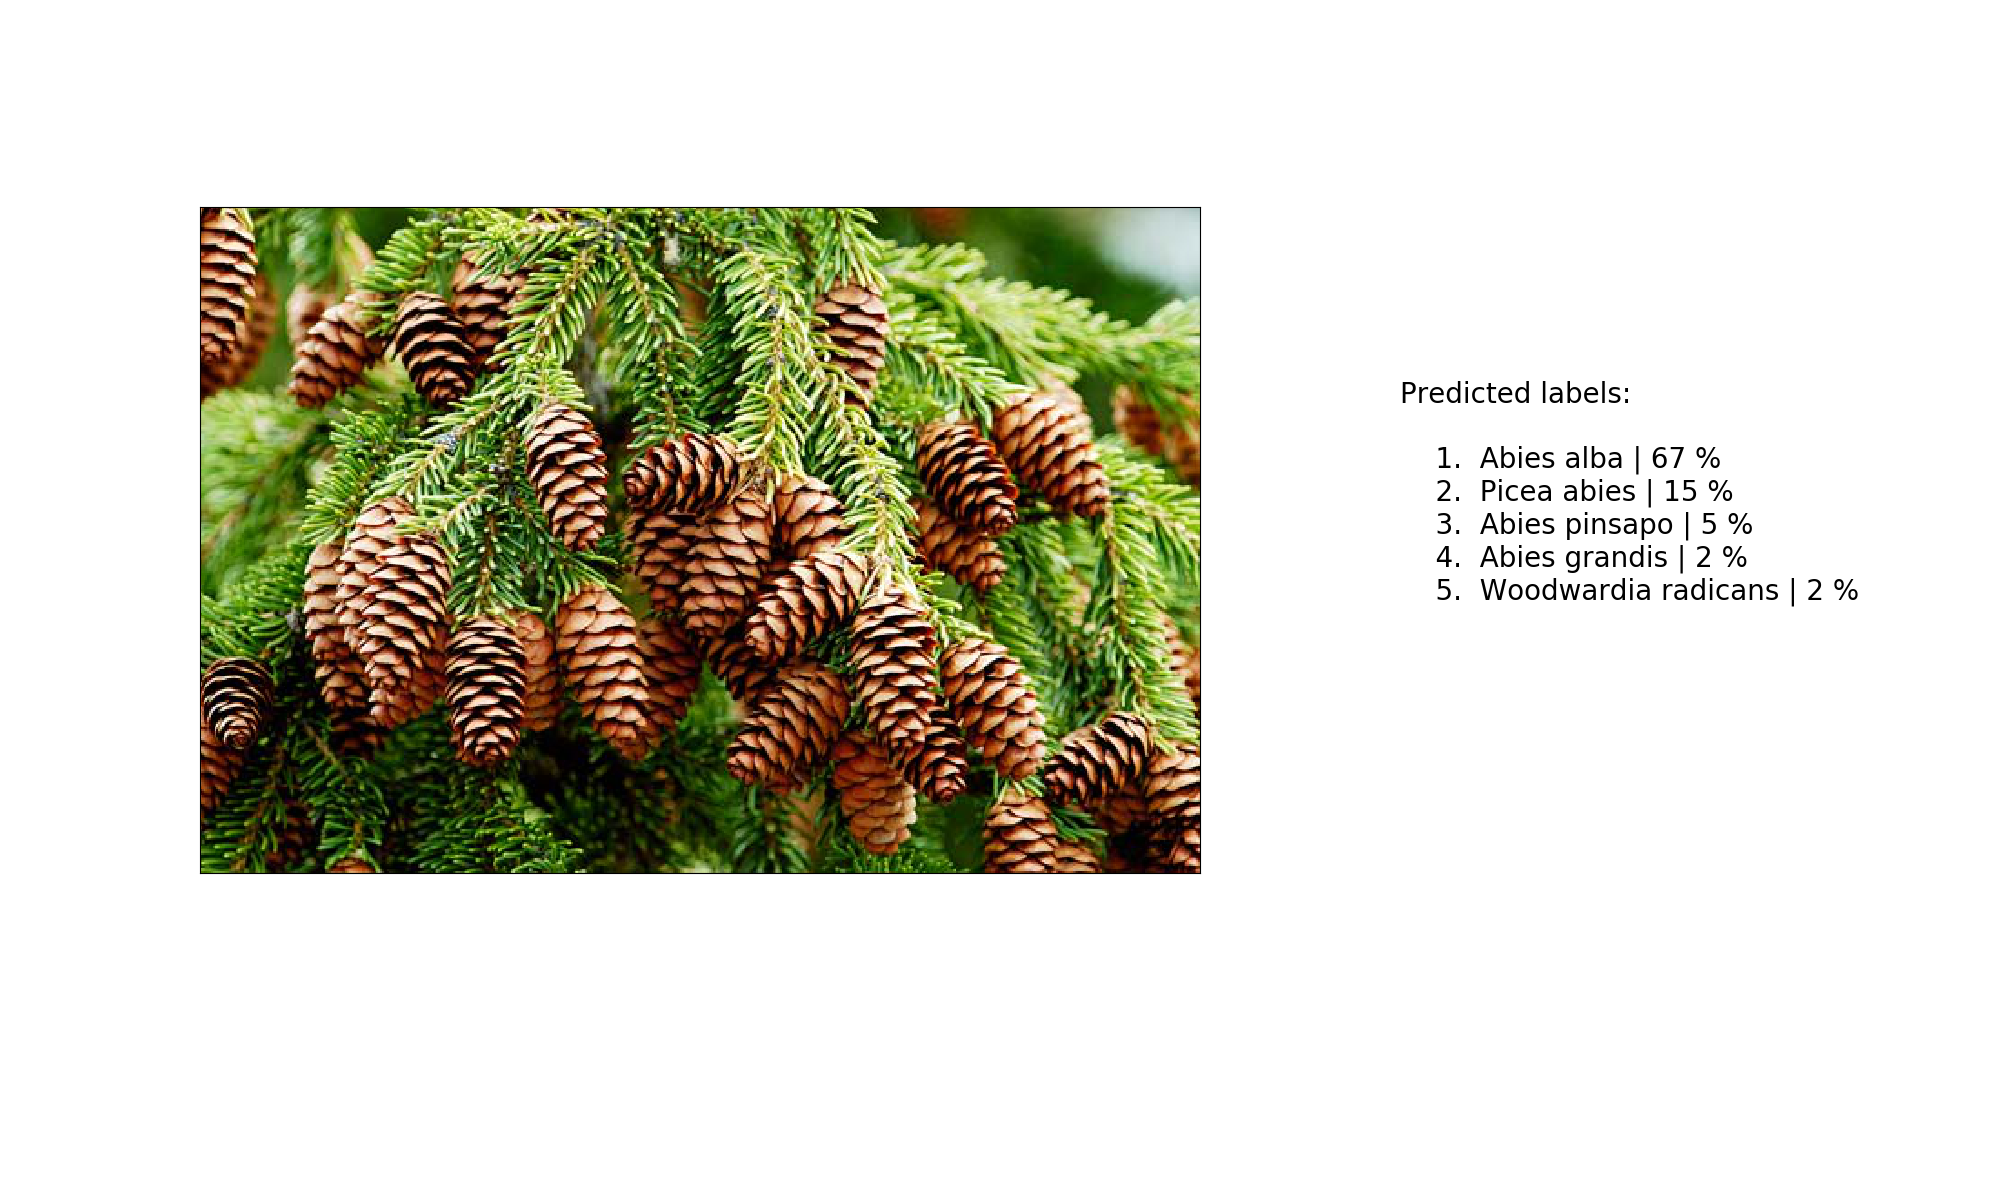 Predicted labels:
1. Abies alba | 67 %
2. Picea abies | 15 %
3. Abies pinsapo | 5 %
4. Abies grandis | 2 %
5. Woodwardia radicans | 2 %